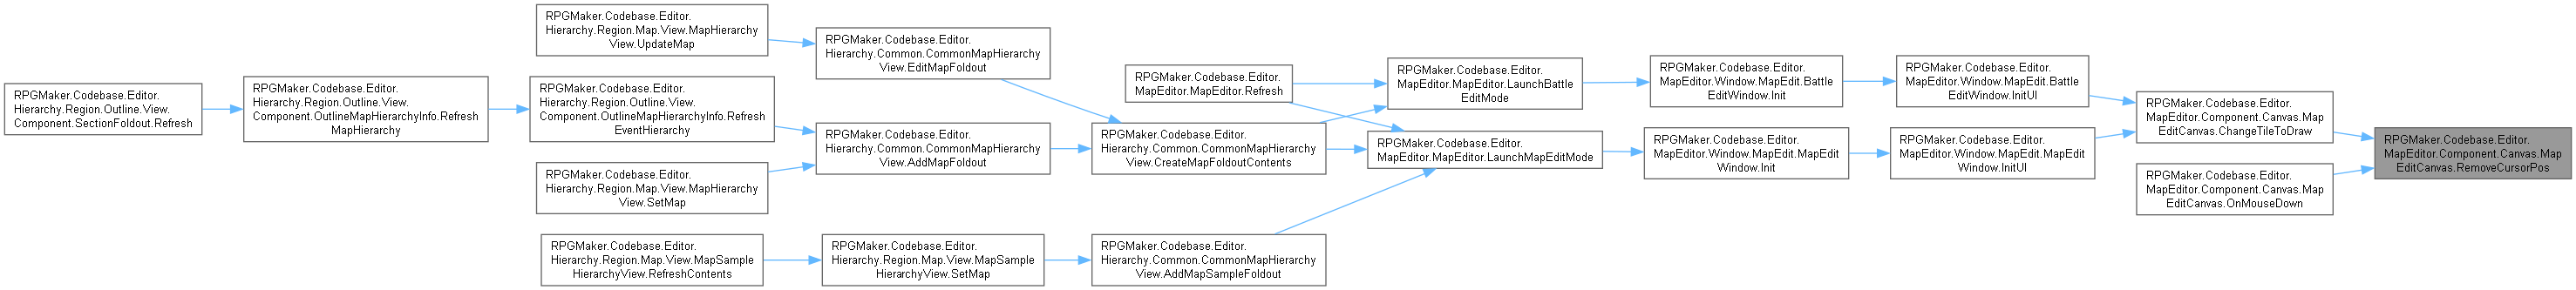 RPGMaker.Codebase.Editor.
Hierarchy.Region.Map.View.MapHierarchy
View.UpdateMap
RPGMaker.Codebase.Editor.
Hierarchy.Common.CommonMapHierarchy
View.EditMapFoldout
RPGMaker.Codebase.Editor.
Hierarchy.Region.Outline.View.
Component.SectionFoldout.Refresh
RPGMaker.Codebase.Editor.
Hierarchy.Region.Outline.View.
Component.OutlineMapHierarchyInfo.Refresh
MapHierarchy
RPGMaker.Codebase.Editor.
Hierarchy.Region.Outline.View.
Component.OutlineMapHierarchyInfo.Refresh
EventHierarchy
RPGMaker.Codebase.Editor.
Hierarchy.Common.CommonMapHierarchy
View.AddMapFoldout
RPGMaker.Codebase.Editor.
Hierarchy.Region.Map.View.MapHierarchy
View.SetMap
RPGMaker.Codebase.Editor.
Hierarchy.Region.Map.View.MapSample
HierarchyView.RefreshContents
RPGMaker.Codebase.Editor.
Hierarchy.Region.Map.View.MapSample
HierarchyView.SetMap
RPGMaker.Codebase.Editor.
Hierarchy.Common.CommonMapHierarchy
View.AddMapSampleFoldout
RPGMaker.Codebase.Editor.
MapEditor.MapEditor.Refresh
RPGMaker.Codebase.Editor.
Hierarchy.Common.CommonMapHierarchy
View.CreateMapFoldoutContents
RPGMaker.Codebase.Editor.
MapEditor.MapEditor.LaunchBattle
EditMode
RPGMaker.Codebase.Editor.
MapEditor.MapEditor.LaunchMapEditMode
RPGMaker.Codebase.Editor.
MapEditor.Window.MapEdit.Battle
EditWindow.Init
RPGMaker.Codebase.Editor.
MapEditor.Window.MapEdit.MapEdit
Window.Init
RPGMaker.Codebase.Editor.
MapEditor.Window.MapEdit.Battle
EditWindow.InitUI
RPGMaker.Codebase.Editor.
MapEditor.Window.MapEdit.MapEdit
Window.InitUI
RPGMaker.Codebase.Editor.
MapEditor.Component.Canvas.Map
EditCanvas.ChangeTileToDraw
RPGMaker.Codebase.Editor.
MapEditor.Component.Canvas.Map
EditCanvas.OnMouseDown
RPGMaker.Codebase.Editor.
MapEditor.Component.Canvas.Map
EditCanvas.RemoveCursorPos